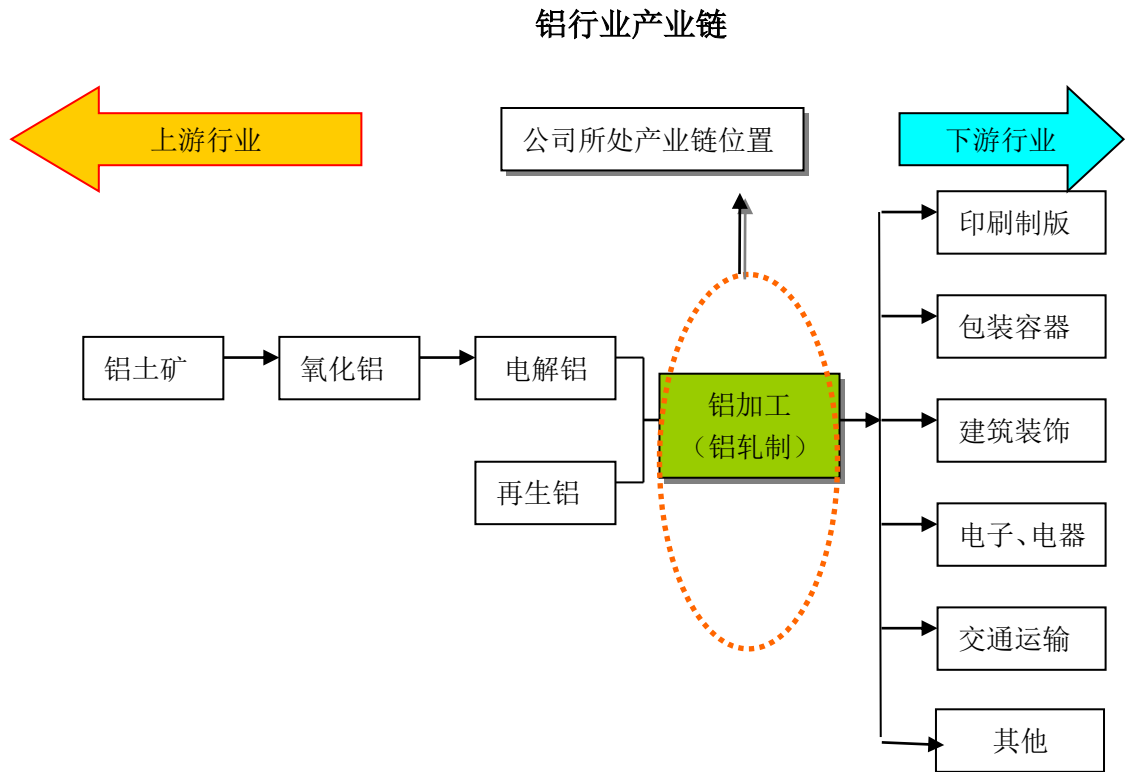 铝行业产业链
上游行业
公司所处产业链位置
下游行业
印刷制版
包装容器
铝土矿
氧化铝
电解铝
铝加工
（铝轧制）
建筑装饰
再生铝
电子、电器
交通运输
其他